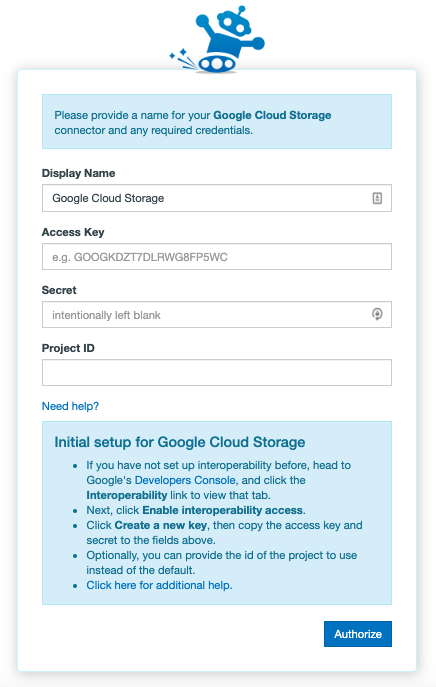 Please provide a name for your Google Cloud Storage
connector and any required credentials.
Display Name
Google Cloud Storage
Access Key
e.g. GOOGKDZT7DLRWG8FP5WC
Secret
intentionally left blank
Project ID
Need help?
Initial setup for Google Cloud Storage
• If you have not set up interoperability before, head to
Google's Developers Console, and click the
Interoperability link to view that tab.
• Next, click Enable interoperability access.
• Click Create a new key, then copy the access key and
secret to the fields above.
• Optionally, you can provide the id of the project to use
instead of the default.
• Click here for additional help.
Authorize